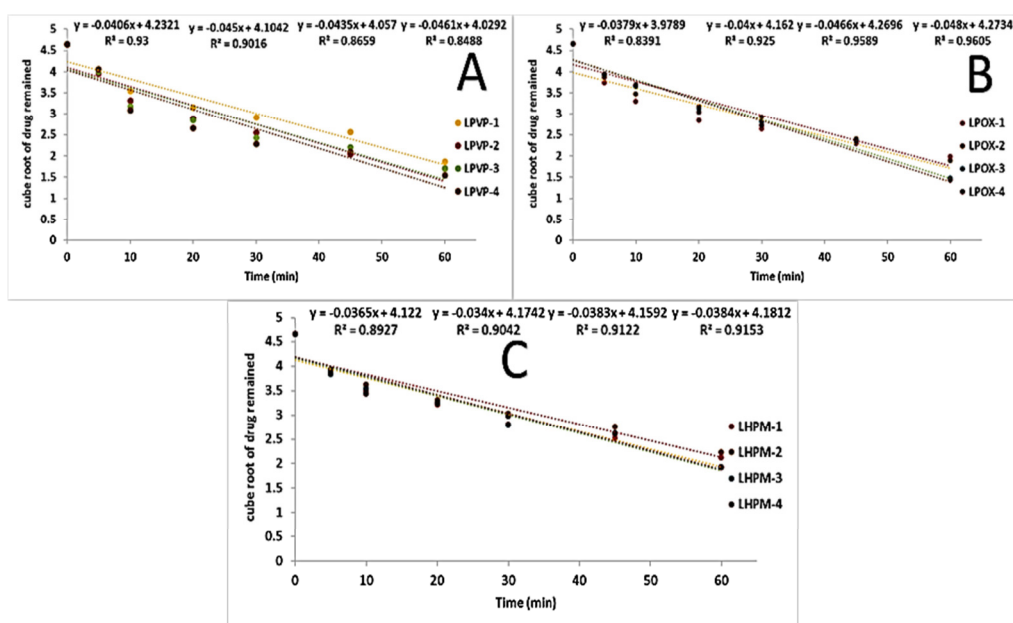 y = -0.0406x + 4.2321 y = -0.045x + 4.1042 y = -0.0435x + 4.057 y = -0.0461x + 4.0292
R² = 0.93 R² = 0.9016 R² = 0.8659 R² = 0.8488
A
cube root of drug remained
5
4.5
4
3.5
3
2.5
2
1.5
1
0.5
0
LPVP-1
LPVP-2
LPVP-3
LPVP-4
0 10 20 30 40 50 60
Time (min)
y = -0.0379x + 3.9789 y = -0.04x + 4.162 y = -0.0466x + 4.2696 y = -0.048x + 4.2734
R² = 0.8391 R² = 0.925 R² = 0.9589 R² = 0.9605
B
cube root of drug remained
5
4.5
4
3.5
3
2.5
2
1.5
1
0.5
0
LPOX-1
LPOX-2
LPOX-3
LPOX-4
0 10 20 30 40 50 60
Time (min)
y = -0.0365x + 4.122 y = -0.034x + 4.1742 y = -0.0383x + 4.1592 y = -0.0384x + 4.1812
R² = 0.8927 R² = 0.9042 R² = 0.9122 R² = 0.9153
C
cube root of drug remained
5
4.5
4
3.5
3
2.5
2
1.5
1
0.5
0
LHPM-1
LHPM-2
LHPM-3
LHPM-4
0 10 20 30 40 50 60
Time (min)